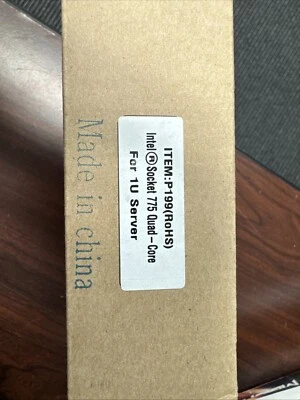 ITEM:P199(RoHS)
Intel®Socket 775 Quad-Core
For 1U Server
Made in china